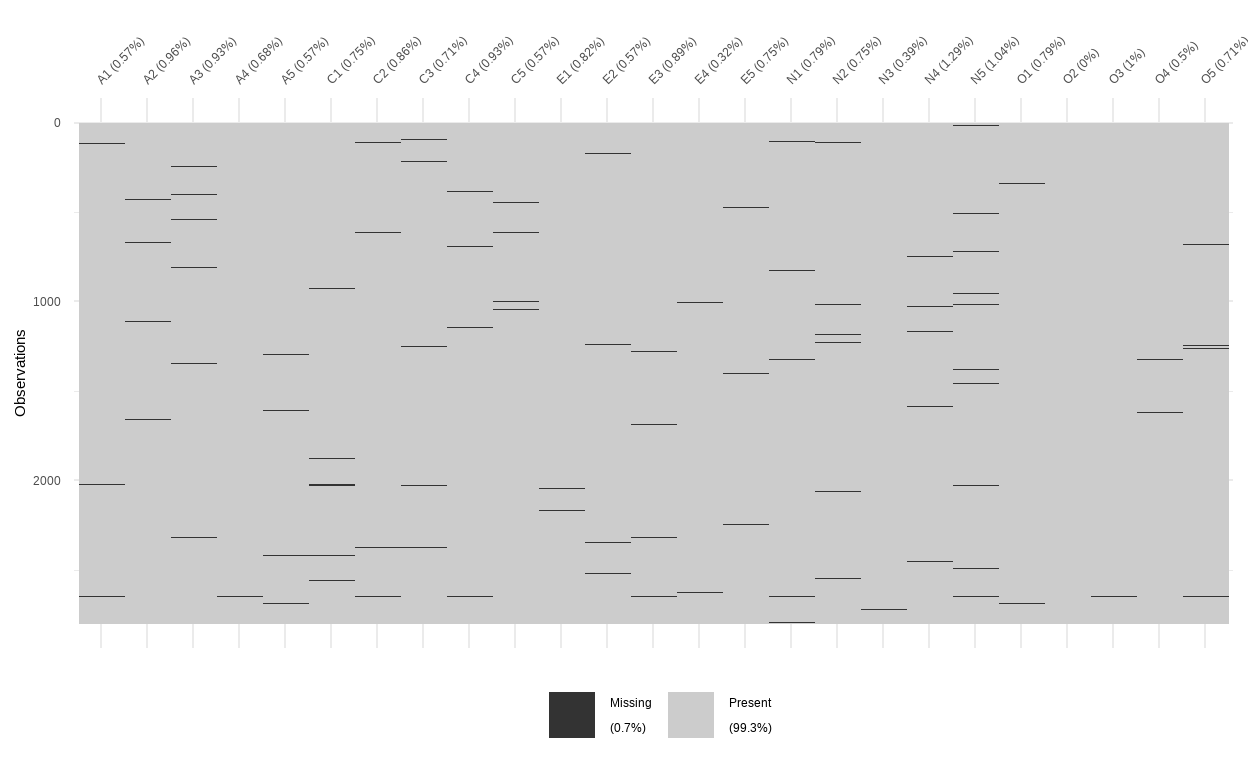 A1 (0.57%)
A2 (0.96%)
A3 (0.93%)
A4 (0.68%)
A5 (0.57%)
C1 (0.75%)
C2 (0.86%)
C3 (0.71%)
C4 (0.93%)
C5 (0.57%)
E1 (0.82%)
E2 (0.57%)
E3 (0.89%)
E4 (0.32%)
E5 (0.75%)
N1 (0.79%)
N2 (0.75%)
N3 (0.39%)
N4 (1.29%)
N5 (1.04%)
O1 (0.79%)
O2 (0%)
O3 (1%)
O4 (0.5%)
O5 (0.71%)
0
1000
2000
Observations
Missing
(0.7%)
Present
(99.3%)